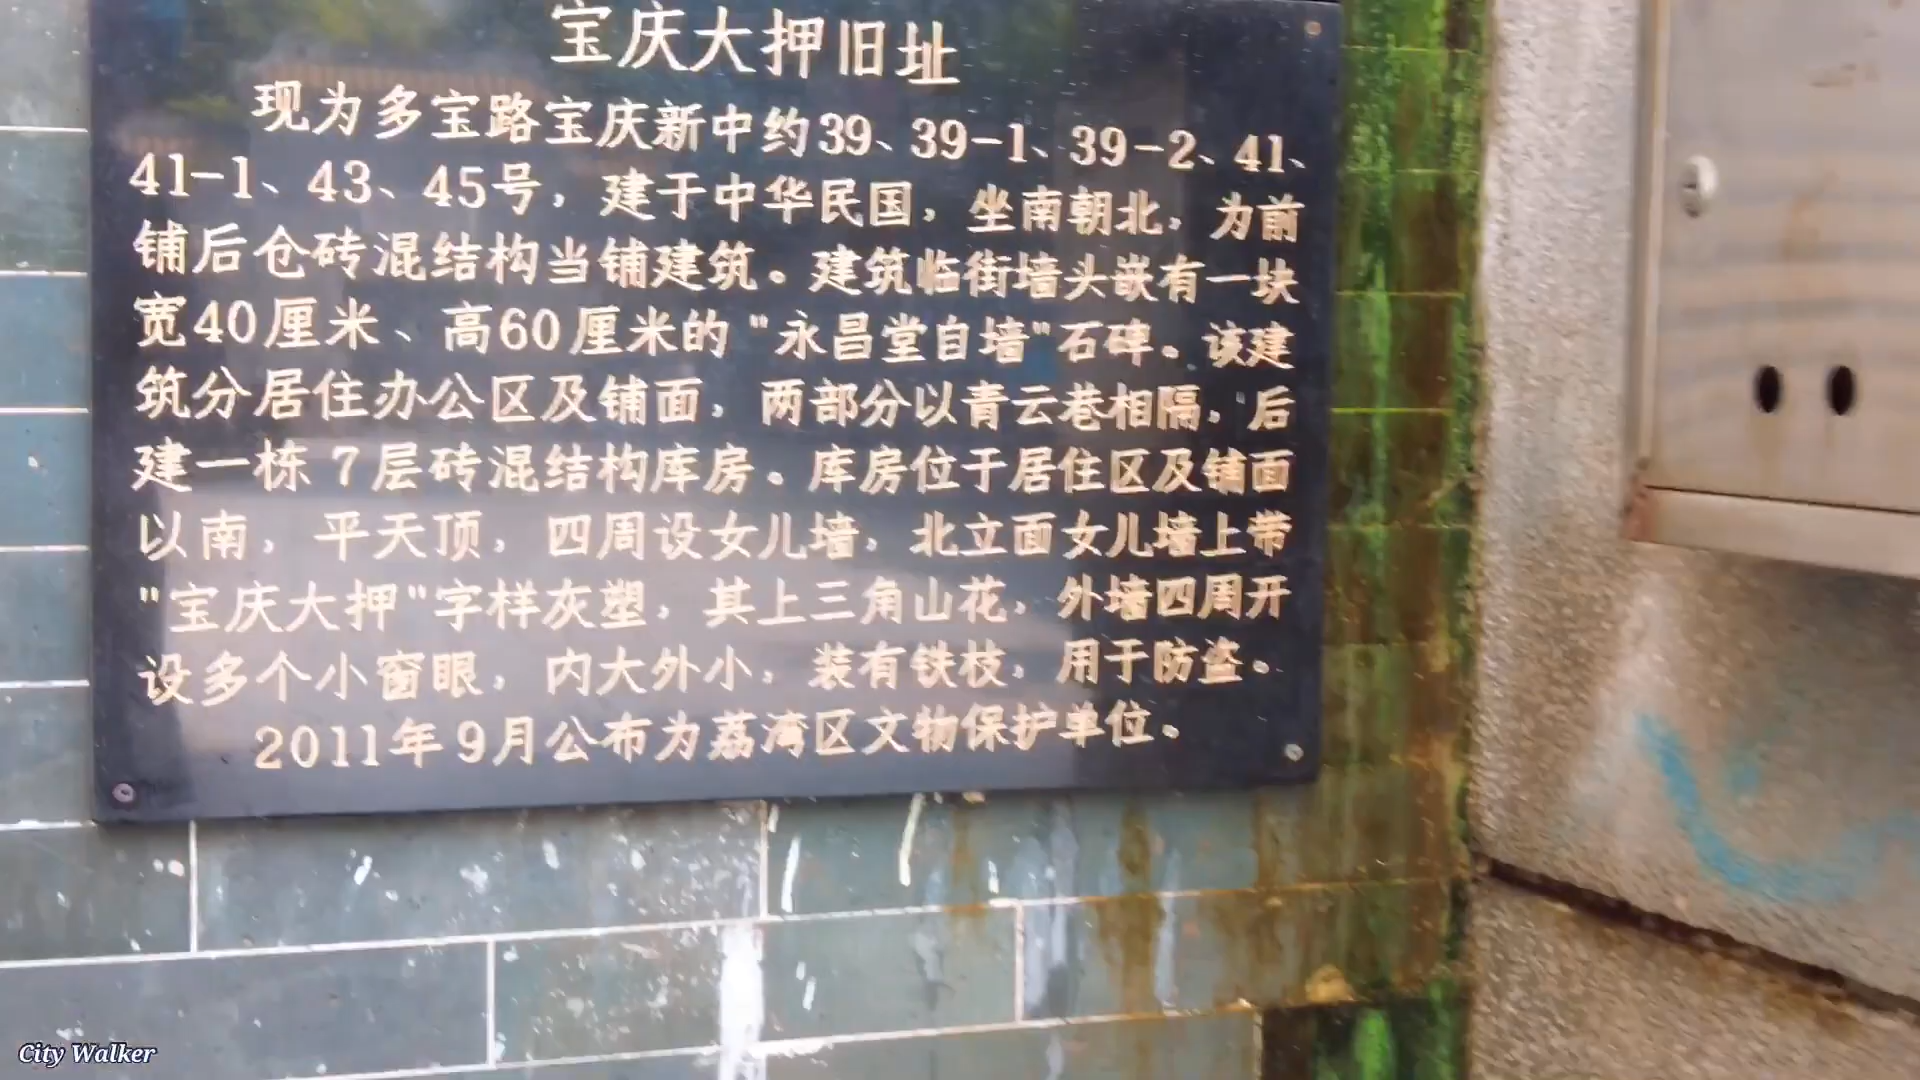 宝庆大押旧址
现为多宝路宝庆新中约39、39-1、39-2、41、
41-1、43、45号，建于中华民国，坐南朝北，为前
铺后仓砖混结构当铺建筑。建筑临街墙头嵌有一块
宽40厘米、高60厘米的"永昌堂自墙"石碑。该建
筑分居住办公区及铺面，两部分以青云巷相隔，后
建一栋7层砖混结构库房。库房位于居住区及铺面
以南，平天顶，四周设女儿墙，北立面女儿墙上带
"宝庆大押"字样灰塑，其上三角山花，外墙四周开
设多个小窗眼，内大外小，装有铁枝，用于防盗。
2011年9月公布为荔湾区文物保护单位。
City Walker